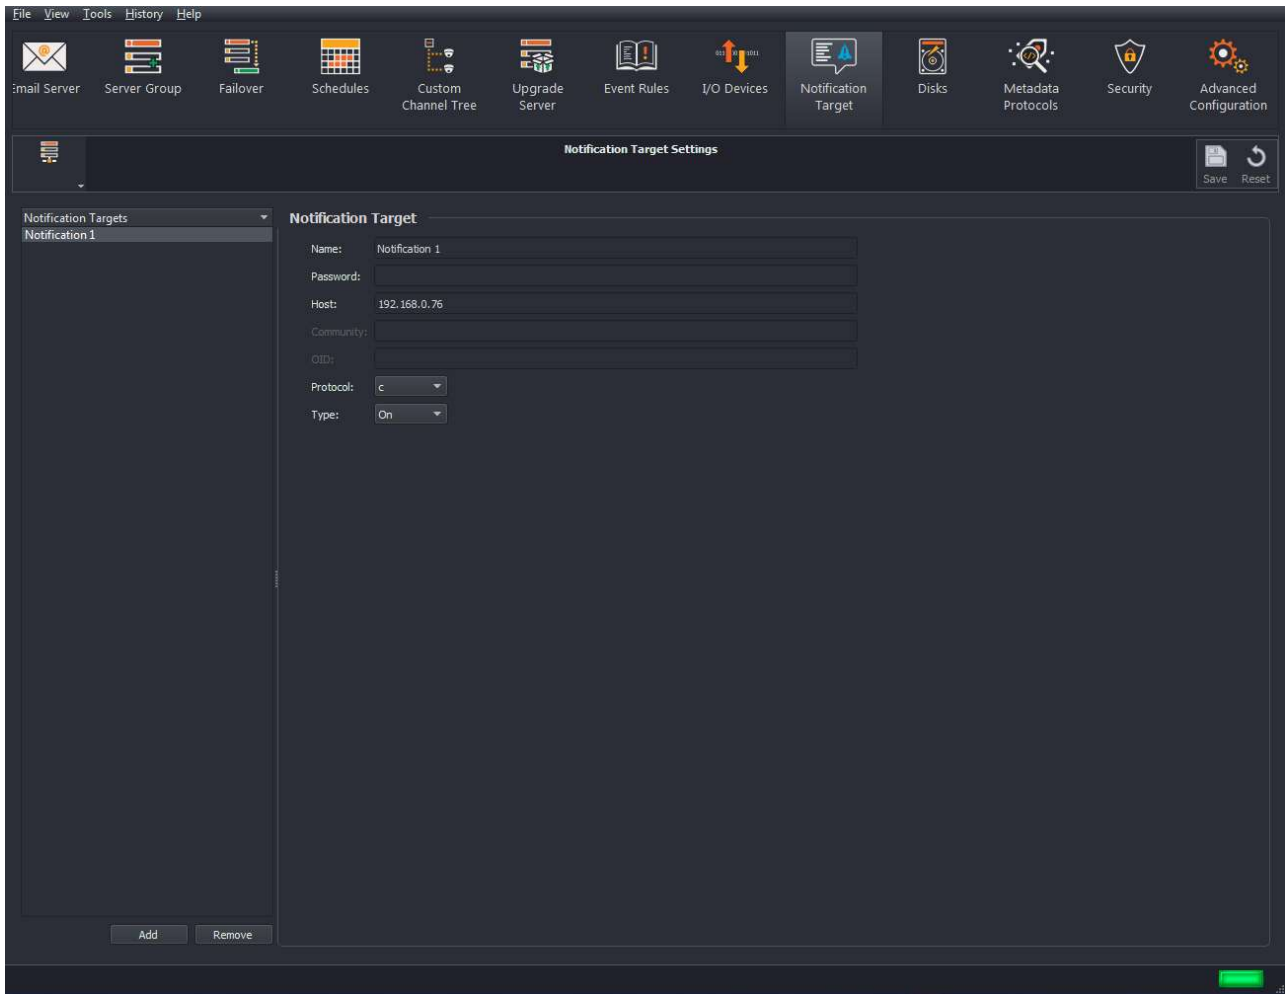 File View Tools History Help
Email Server Server Group Failover Schedules Custom Channel Tree Upgrade Server Event Rules I/O Devices Notification Target Disks Metadata Protocols Security Advanced Configuration
Notification Target Settings
Save Reset
Notification Targets
Notification 1
Notification Target
Name: Notification 1
Password:
Host: 192.168.0.76
Community:
OID:
Protocol: c
Type: On
Add Remove